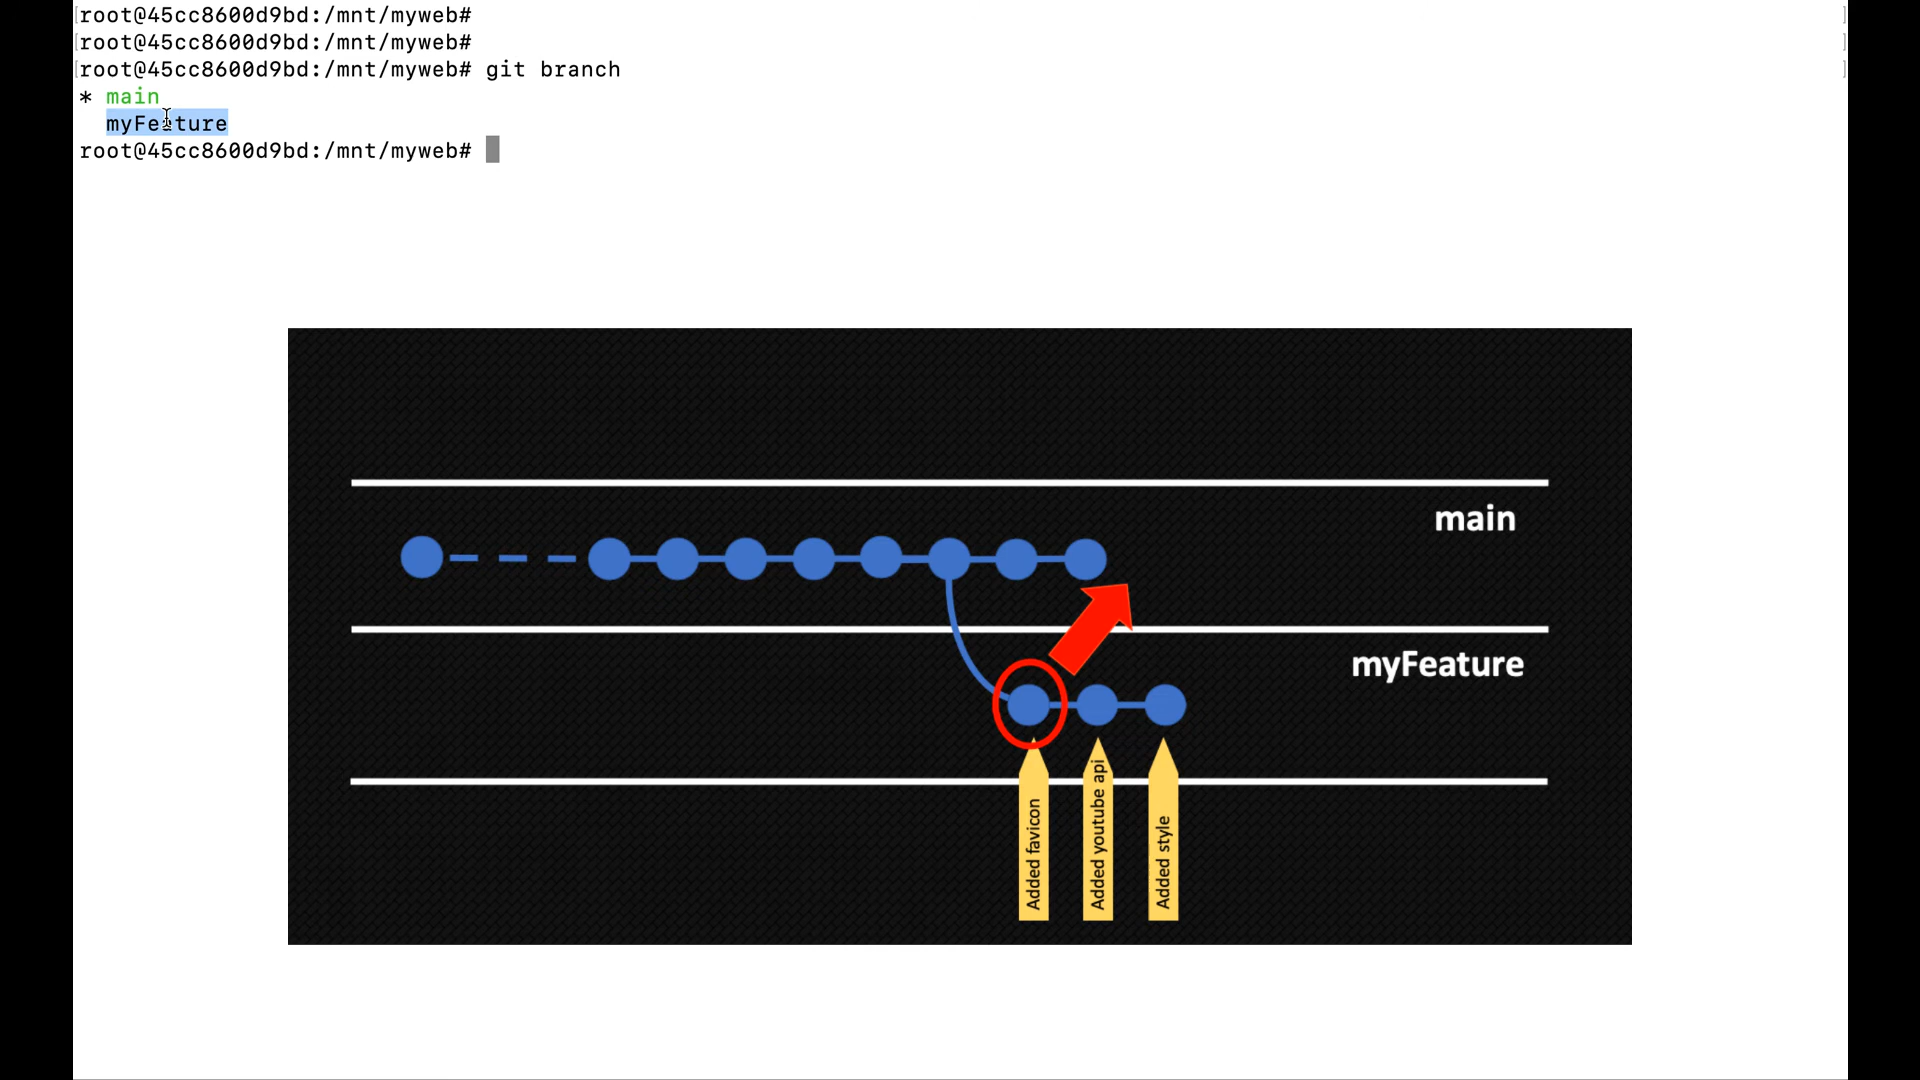 root@45cc8600d9bd:/mnt/myweb#
root@45cc8600d9bd:/mnt/myweb#
root@45cc8600d9bd:/mnt/myweb# git branch
* main
myFeature
root@45cc8600d9bd:/mnt/myweb#
main
myFeature
Added favicon
Added youtube api
Added style